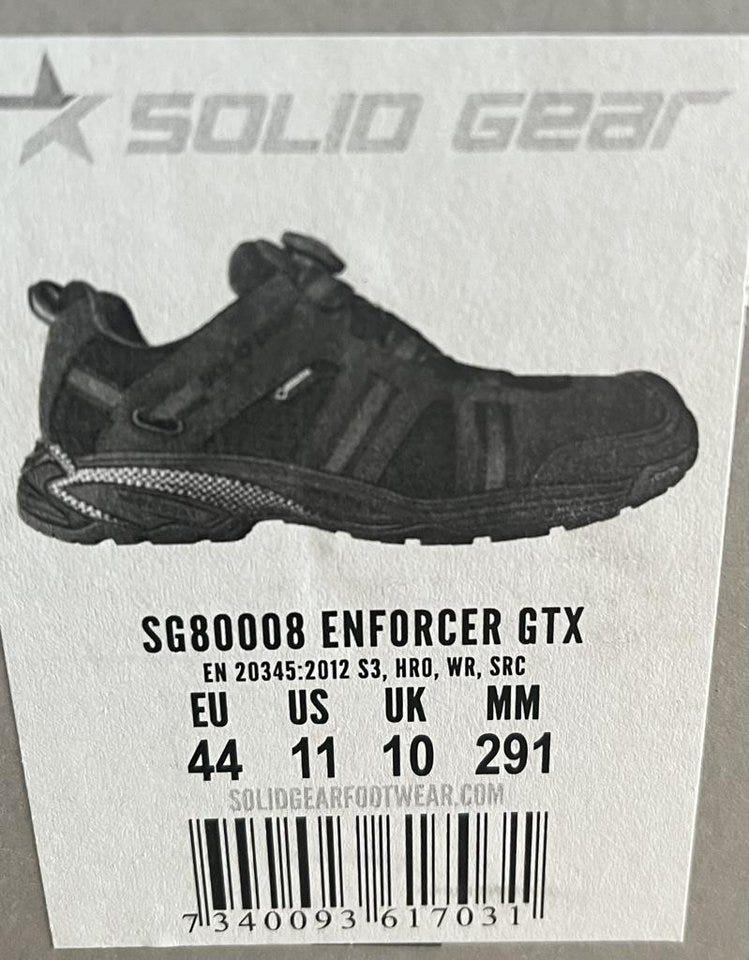 SOLID GEAR
SG80008 ENFORCER GTX
EN 20345:2012 S3, HRO, WR, SRC
EU US UK MM
44 11 10 291
SOLIDGEARFOOTWEAR.COM
7 340093 617031